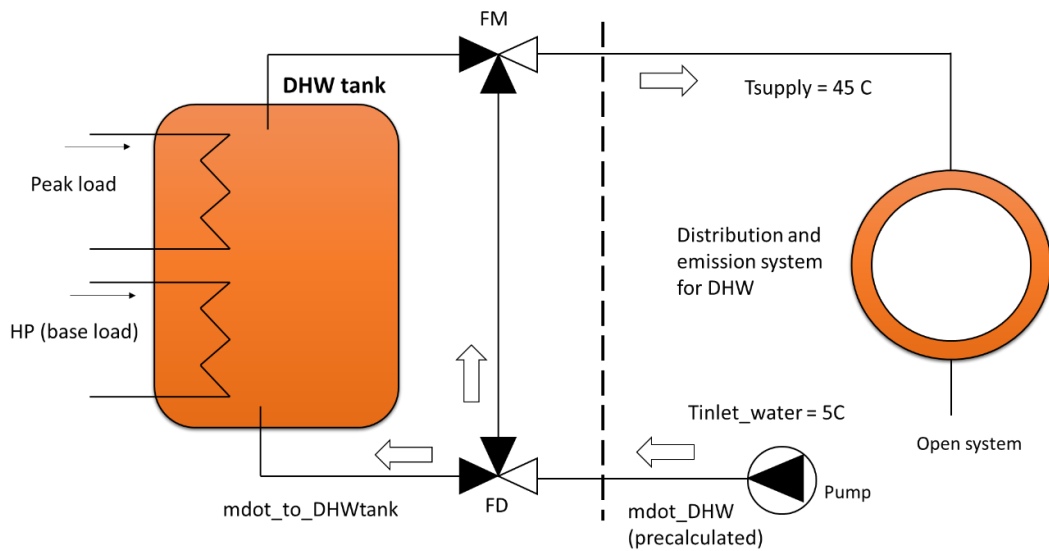 FM
DHW tank
Tsupply = 45 C
Peak load
Distribution and
emission system
for DHW
HP (base load)
Tinlet_water = 5C
Open system
mdot_to_DHWtank
FD
mdot_DHW
(precalculated)
Pump